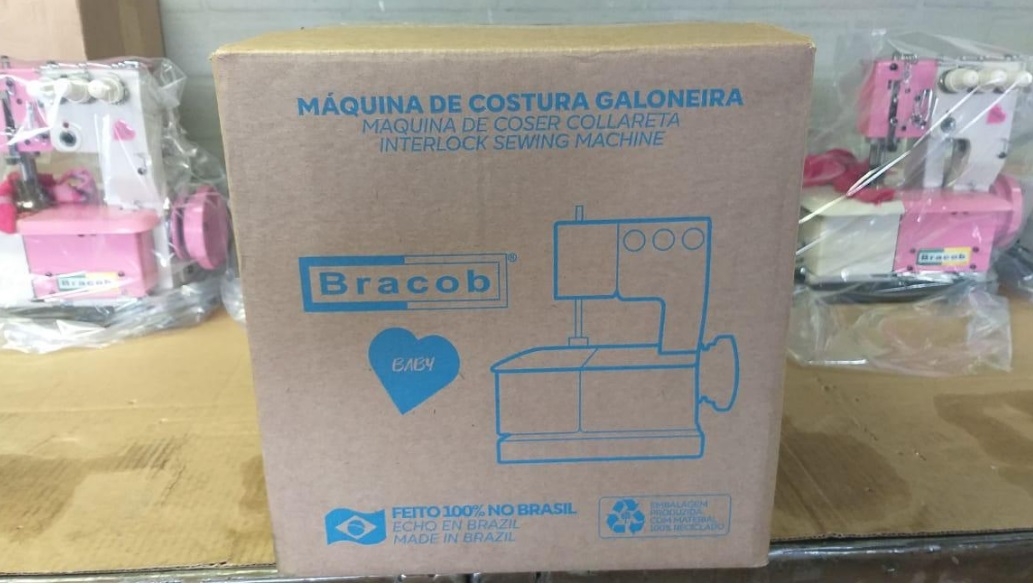 MÁQUINA DE COSTURA GALONEIRA
MAQUINA DE COSER COLLARETA
INTERLOCK SEWING MACHINE
Bracob®
BABY
FEITO 100% NO BRASIL
ECHO EN BRAZIL
MADE IN BRAZIL
EMBALAGEM
PRODUZIDA
COM MATERIAL
100% RECICLADO
Bracob
Bracob